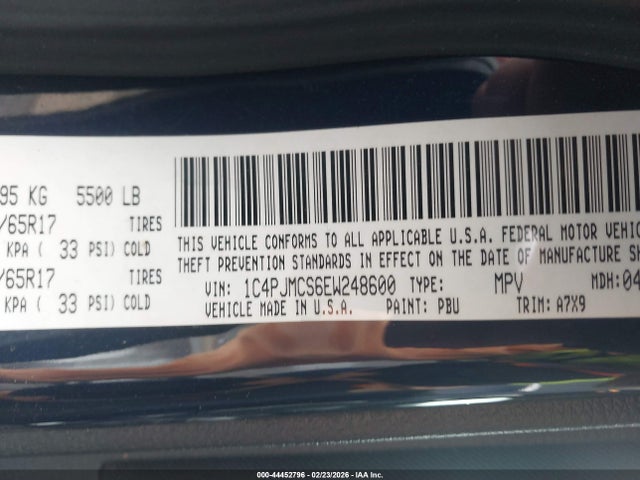 95 KG 5500 LB
/65R17 TIRES
KPA ( 33 PSI) COLD
/65R17 TIRES
KPA ( 33 PSI) COLD
THIS VEHICLE CONFORMS TO ALL APPLICABLE U.S.A. FEDERAL MOTOR VEHIC
THEFT PREVENTION STANDARDS IN EFFECT ON THE DATE OF MANUFACTURE SH
VIN: 1C4PJMCS6EW248600 TYPE: MPV MDH:04
VEHICLE MADE IN U.S.A. PAINT: PBU TRIM: A7X9
000-44452796 - 02/23/2026 - IAA Inc.